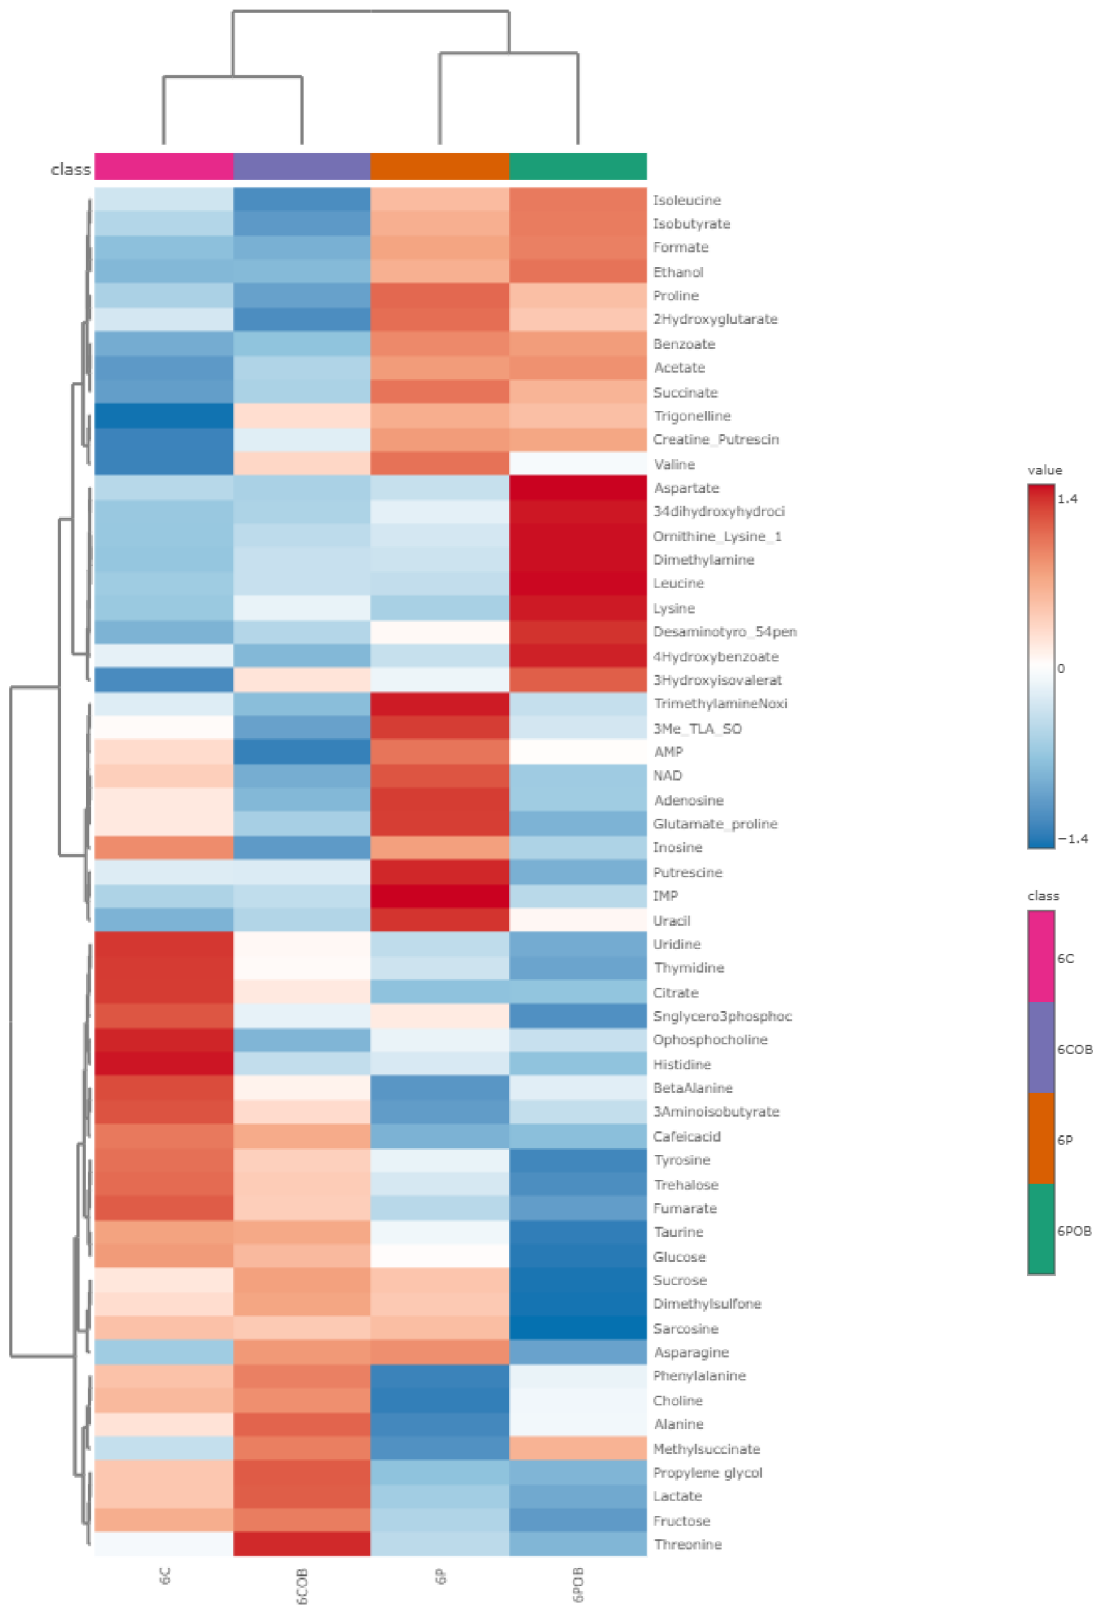 class
Isoleucine
Isobutyrate
Formate
Ethanol
Proline
2Hydroxyglutarate
Benzoate
Acetate
Succinate
Trigonelline
Creatine_Putrescin
Valine
Aspartate
34dihydroxyhydroci
Ornithine_Lysine_1
Dimethylamine
Leucine
Lysine
Desaminotyro_54pen
4Hydroxybenzoate
3Hydroxyisovalerat
TrimethylamineNoxi
3Me_TLA_SO
AMP
NAD
Adenosine
Glutamate_proline
Inosine
Putrescine
IMP
Uracil
Uridine
Thymidine
Citrate
Snglycero3phosphoc
Ophosphocholine
Histidine
BetaAlanine
3Aminoisobutyrate
Cafeicacid
Tyrosine
Trehalose
Fumarate
Taurine
Glucose
Sucrose
Dimethylsulfone
Sarcosine
Asparagine
Phenylalanine
Choline
Alanine
Methylsuccinate
Propylene glycol
Lactate
Fructose
Threonine
6C
6COB
6P
6POB
value
1.4
0
−1.4
class
6C
6COB
6P
6POB